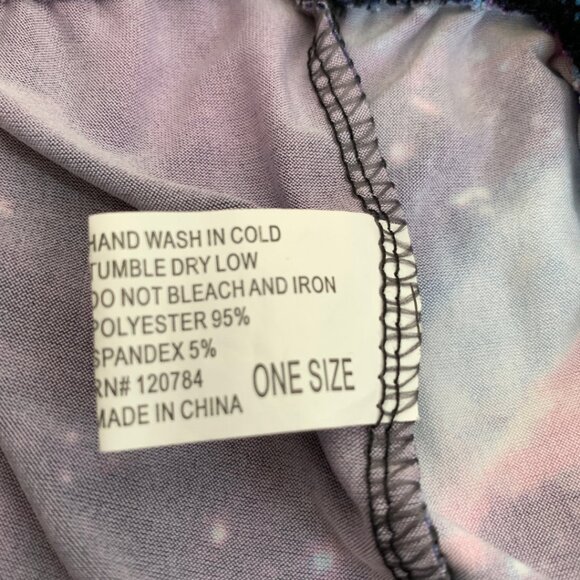 HAND WASH IN COLD
TUMBLE DRY LOW
DO NOT BLEACH AND IRON
POLYESTER 95%
SPANDEX 5%
RN# 120784
MADE IN CHINA
ONE SIZE